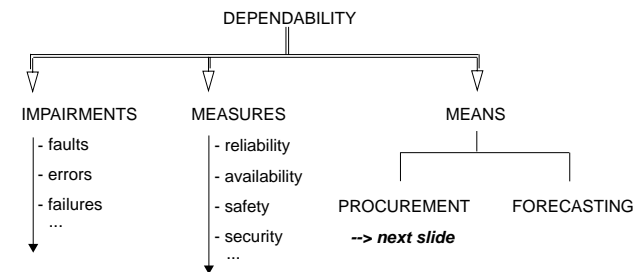 DEPENDABILITY
IMPAIRMENTS
- faults
- errors
- failures
...
MEASURES
- reliability
- availability
- safety
- security
...
MEANS
PROCUREMENT
--> next slide
FORECASTING